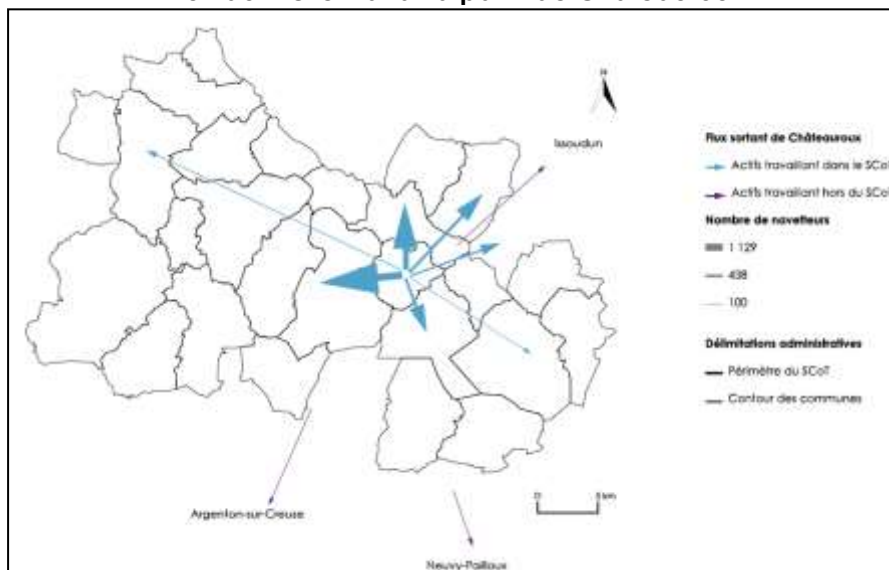 Issoudun
Flux sortant de Châteauroux
Actifs travaillant dans le SCoT
Actifs travaillant hors du SCoT
Nombre de navetteurs
1 129
438
100
Délimitations administratives
Périmètre du SCoT
Contour des communes
Argenton-sur-Creuse
Neuvy-Pailloux